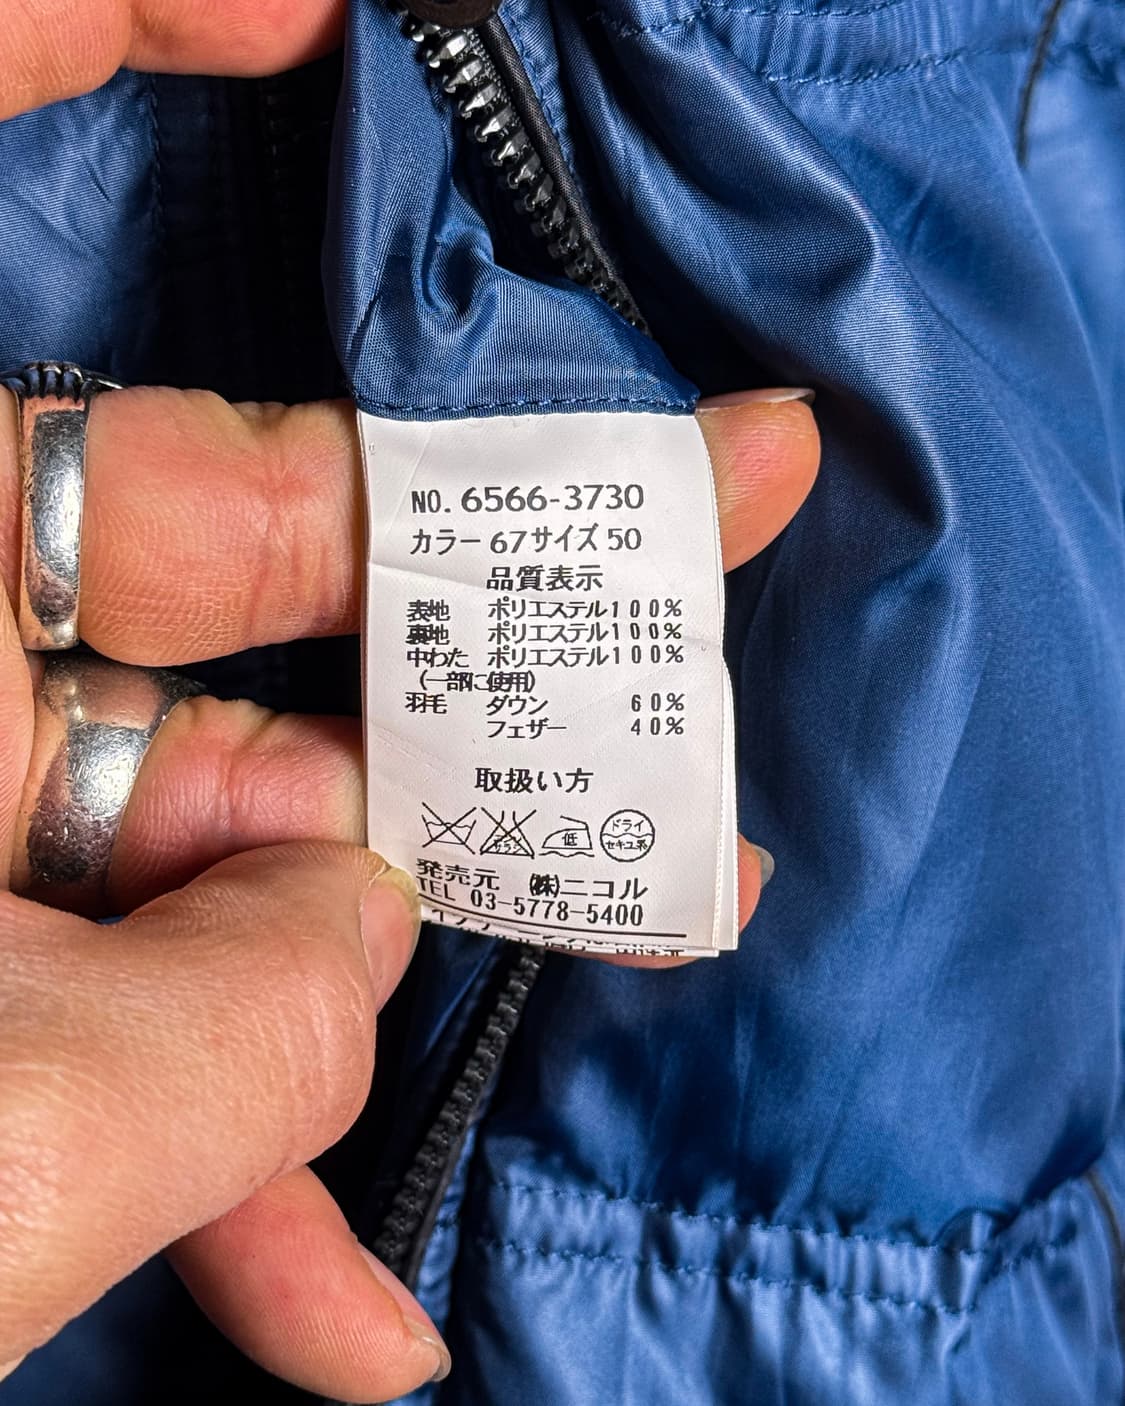 NO. 6566-3730
カラー 67 サイズ 50
品質表示
表地 ポリエステル100%
裏地 ポリエステル100%
中わた ポリエステル100%
(一部に使用)
羽毛 ダウン 60%
フェザー 40%
取扱い方
低 ドライ セキユ系
発売元 (株)ニコル
TEL 03-5778-5400